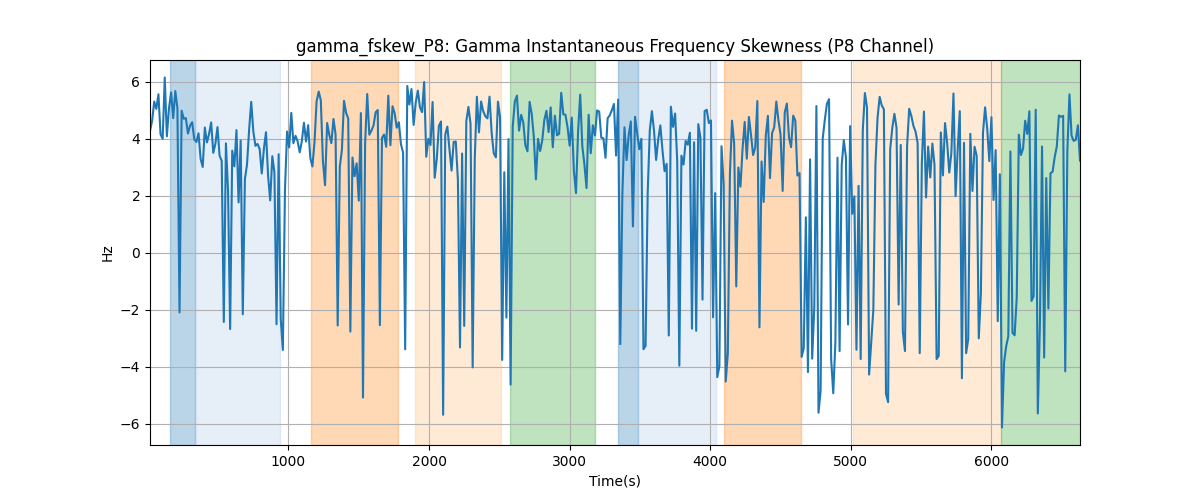 gamma_fskew_P8: Gamma Instantaneous Frequency Skewness (P8 Channel)
6
4
2
0
−2
−4
−6
Hz
1000 2000 3000 4000 5000 6000
Time(s)